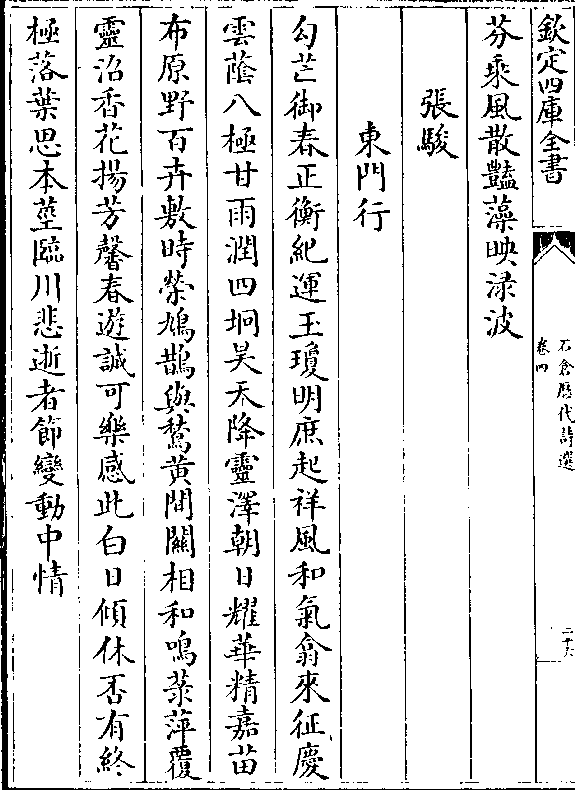 欽定四庫全書
石倉歷代詩選
卷四
二十六
芬乘風散豔藻映渌波
張駿
東門行
勾芒御春正衡紀運玉瓊明庶起祥風和氣翕來征慶
雲蔭八極甘雨潤四坰昊天降靈澤朝日耀華精嘉苗
布原野百卉敷時榮鳩鵲與鶖黃間關相和鳴菉萍覆
靈沼香花揚芳馨春遊誠可樂感此白日傾休否有終
極落葉思本莖臨川悲逝者節變動中情